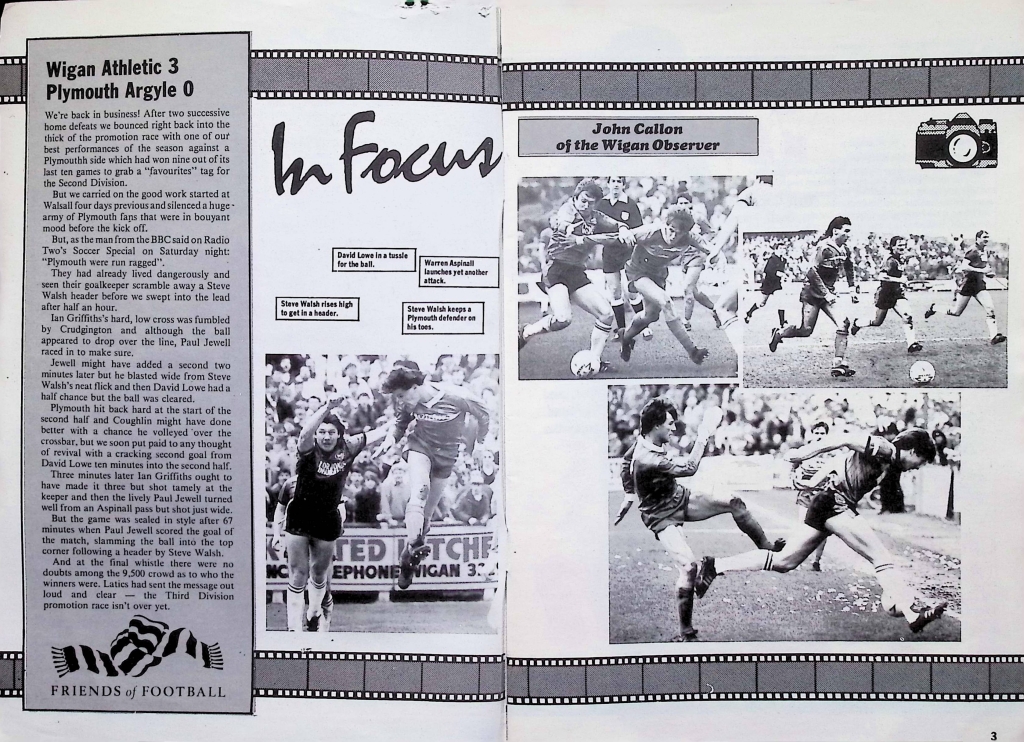 Wigan Athletic 3
Plymouth Argyle 0
We're back in business! After two successive
home defeats we bounced right back into the
thick of the promotion race with one of our
best performances of the season against a
Plymouthh side which had won nine out of its
last ten games to grab a "favourites" tag for
the Second Division.
But we carried on the good work started at
Walsall four days previous and silenced a huge
army of Plymouth fans that were in bouyant
mood before the kick off.
But, as the man from the BBC said on Radio
Two's Soccer Special on Saturday night:
"Plymouth were run ragged".
They had already lived dangerously and
seen their goalkeeper scramble away a Steve
Walsh header before we swept into the lead
after half an hour.
Ian Griffiths's hard, low cross was fumbled
by Crudgington and although the ball
appeared to drop over the line, Paul Jewell
raced in to make sure.
Jewell might have added a second two
minutes later but he blasted wide from Steve
Walsh's neat flick and then David Lowe had a
half chance but the ball was cleared.
Plymouth hit back hard at the start of the
second half and Coughlin might have done
better with a chance he volleyed over the
crossbar, but we soon put paid to any thought
of revival with a cracking second goal from
David Lowe ten minutes into the second half.
Three minutes later Ian Griffiths ought to
have made it three but shot tamely at the
keeper and then the lively Paul Jewell turned
well from an Aspinall pass but shot just wide.
But the game was sealed in style after 67
minutes when Paul Jewell scored the goal of
the match, slamming the ball into the top
corner following a header by Steve Walsh.
And at the final whistle there were no
doubts among the 9,500 crowd as to who the
winners were. Latics had sent the message out
loud and clear — the Third Division
promotion race isn't over yet.
FRIENDS of FOOTBALL
In Focus
David Lowe in a tussle
for the ball.
Warren Aspinall
launches yet another
attack.
Steve Walsh rises high
to get in a header.
Steve Walsh keeps a
Plymouth defender on
his toes.
TED
EPHONE WIGAN
John Callon
of the Wigan Observer
3